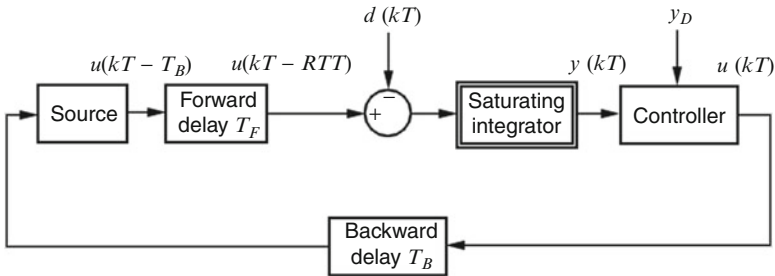 d (kT)
y_D
u(kT − T_B)
u(kT − RTT)
y (kT)
u (kT)
Source
Forward
delay T_F
+
−
Saturating
integrator
Controller
Backward
delay T_B